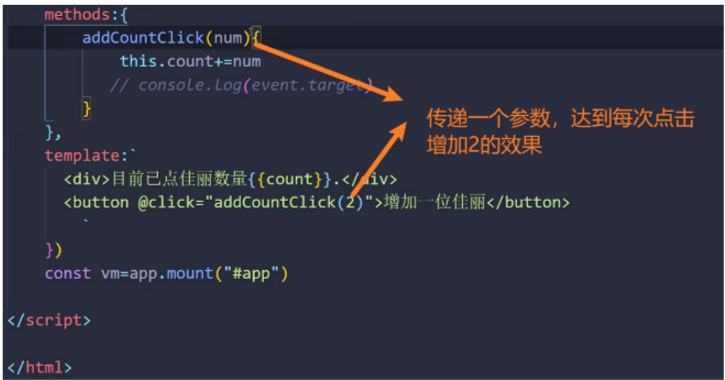 methods:{
addCountClick(num){
this.count+=num
// console.log(event.target)
}
},
template:`
<div>目前已点佳丽数量{{count}}.</div>
<button @click="addCountClick(2)">增加一位佳丽</button>
`
})
const vm=app.mount("#app")
</script>
</html>
传递一个参数，达到每次点击
增加2的效果